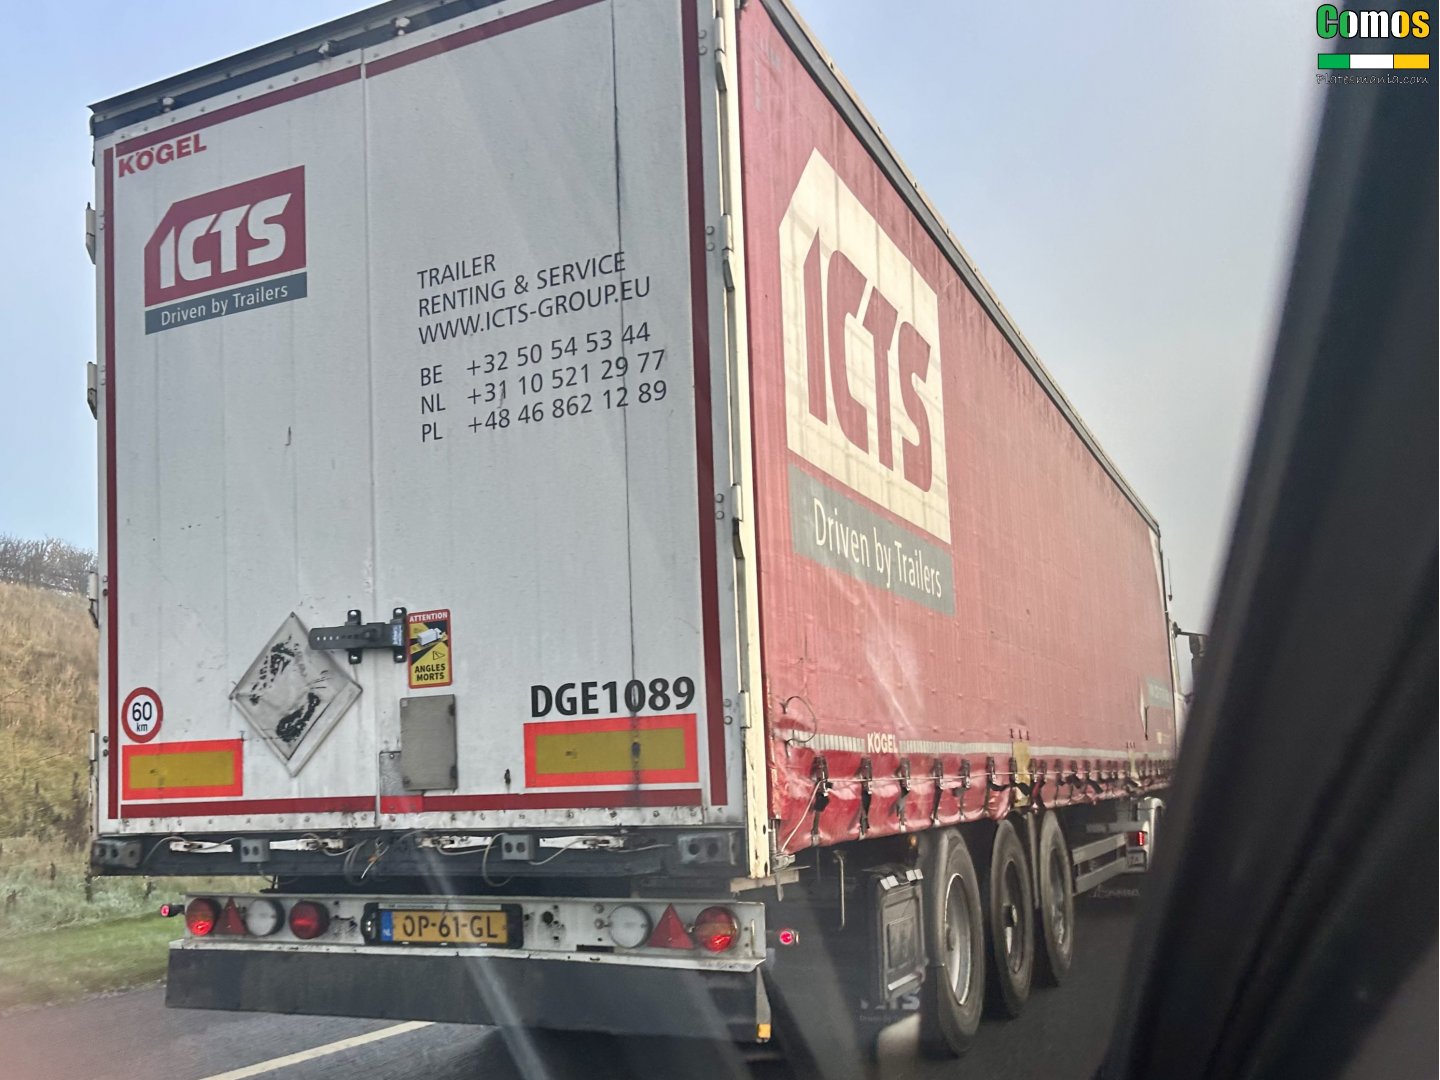 Comos
Platesmania.com
KÖGEL
ICTS
Driven by Trailers
TRAILER
RENTING & SERVICE
WWW.ICTS-GROUP.EU
BE +32 50 54 53 44
NL +31 10 521 29 77
PL +48 46 862 12 89
ICTS
Driven by Trailers
ATTENTION
ANGLES
MORTS
60
km
DGE1089
KÖGEL
NL OP-61-GL